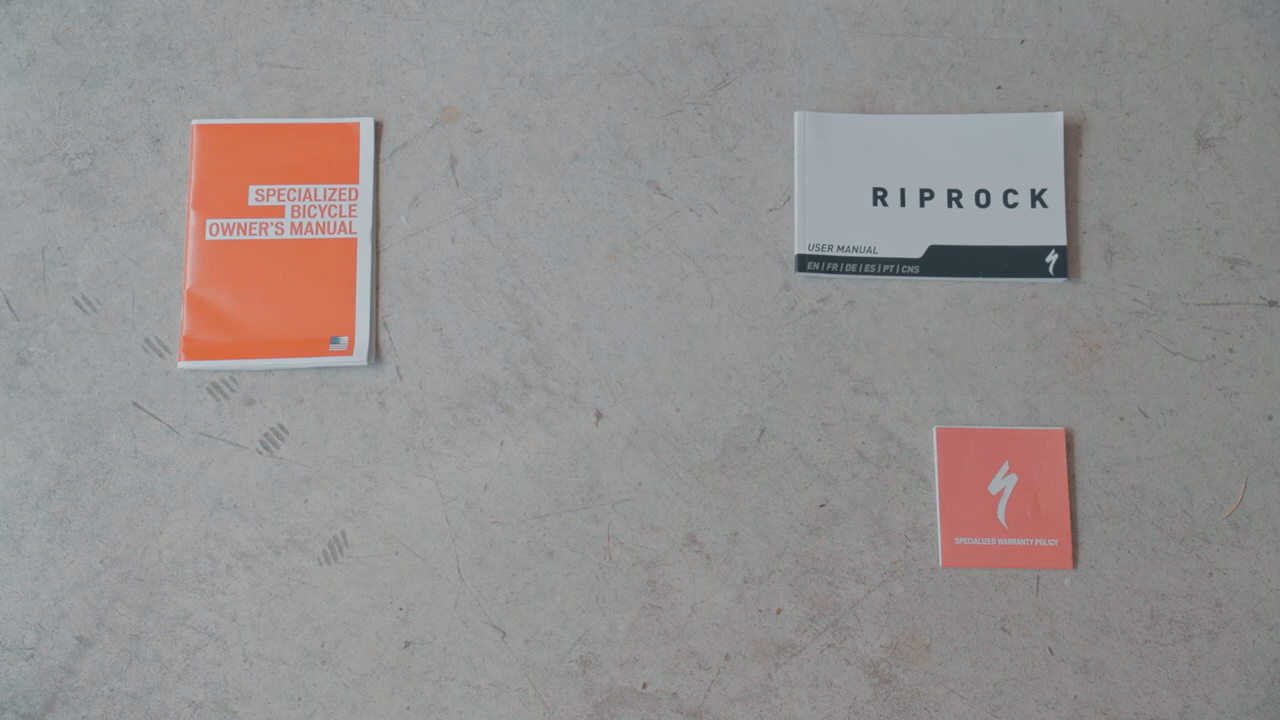 SPECIALIZED
BICYCLE
OWNER'S MANUAL
RIPROCK
USER MANUAL
EN | FR | DE | ES | PT | CNS
SPECIALIZED WARRANTY POLICY